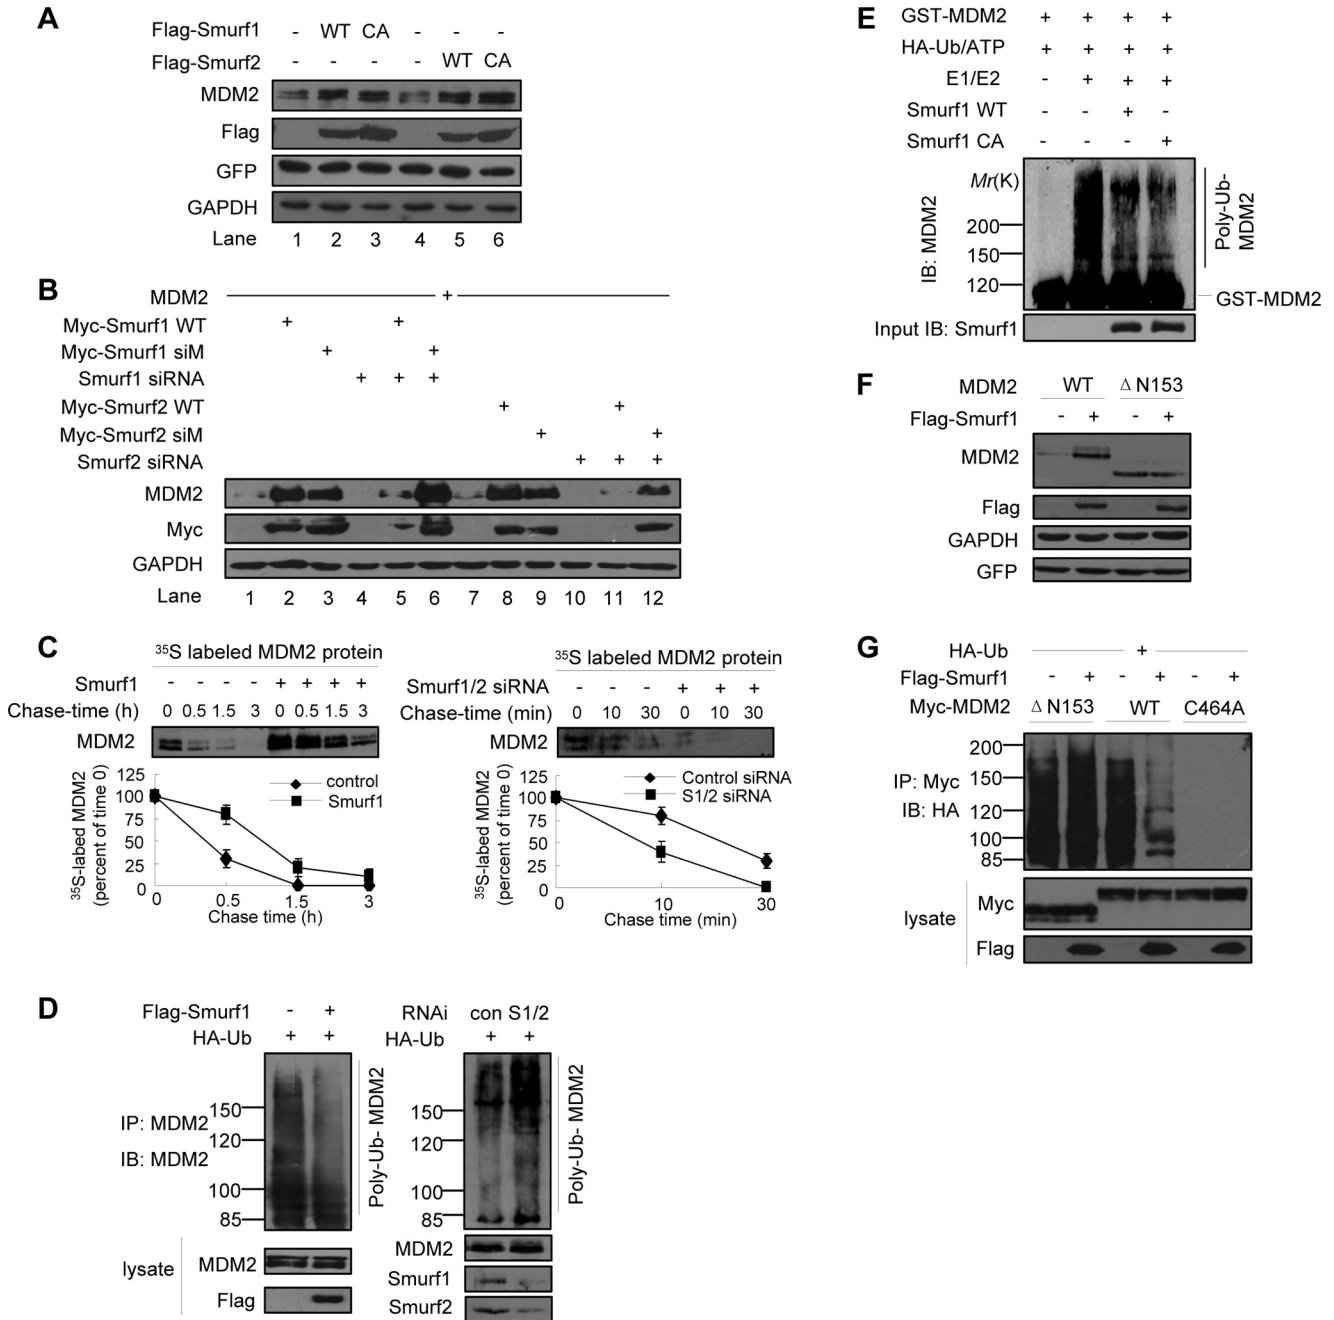 A
Flag-Smurf1 - WT CA - - -
Flag-Smurf2 - - - - WT CA
MDM2
Flag
GFP
GAPDH
Lane 1 2 3 4 5 6
B
MDM2 +
Myc-Smurf1 WT + +
Myc-Smurf1 siM + +
Smurf1 siRNA + + +
Myc-Smurf2 WT + +
Myc-Smurf2 siM + +
Smurf2 siRNA + + +
MDM2
Myc
GAPDH
Lane 1 2 3 4 5 6 7 8 9 10 11 12
C
35S labeled MDM2 protein
Smurf1 - - - - + + + +
Chase-time (h) 0 0.5 1.5 3 0 0.5 1.5 3
MDM2
35S-labled MDM2
(percent of time 0)
125
100
75
50
25
0
control
Smurf1
0 0.5 1.5 3
Chase time (h)
35S labeled MDM2 protein
Smurf1/2 siRNA - - - + + +
Chase-time (min) 0 10 30 0 10 30
MDM2
35S-labled MDM2
(percent of time 0)
125
100
75
50
25
0
Control siRNA
S1/2 siRNA
0 10 30
Chase time (min)
D
Flag-Smurf1 - +
HA-Ub + +
IP: MDM2
IB: MDM2
150
120
100
85
Poly-Ub- MDM2
lysate
MDM2
Flag
RNAi con S1/2
HA-Ub + +
150
120
100
85
Poly-Ub- MDM2
MDM2
Smurf1
Smurf2
E
GST-MDM2 + + + +
HA-Ub/ATP + + + +
E1/E2 - + + +
Smurf1 WT - - + -
Smurf1 CA - - - +
IB: MDM2
Mr(K)
200
150
120
Poly-Ub-
MDM2
GST-MDM2
Input IB: Smurf1
F
MDM2 WT Δ N153
Flag-Smurf1 - + - +
MDM2
Flag
GAPDH
GFP
G
HA-Ub +
Flag-Smurf1 - + - + - +
Myc-MDM2 Δ N153 WT C464A
IP: Myc
IB: HA
200
150
120
100
85
lysate
Myc
Flag